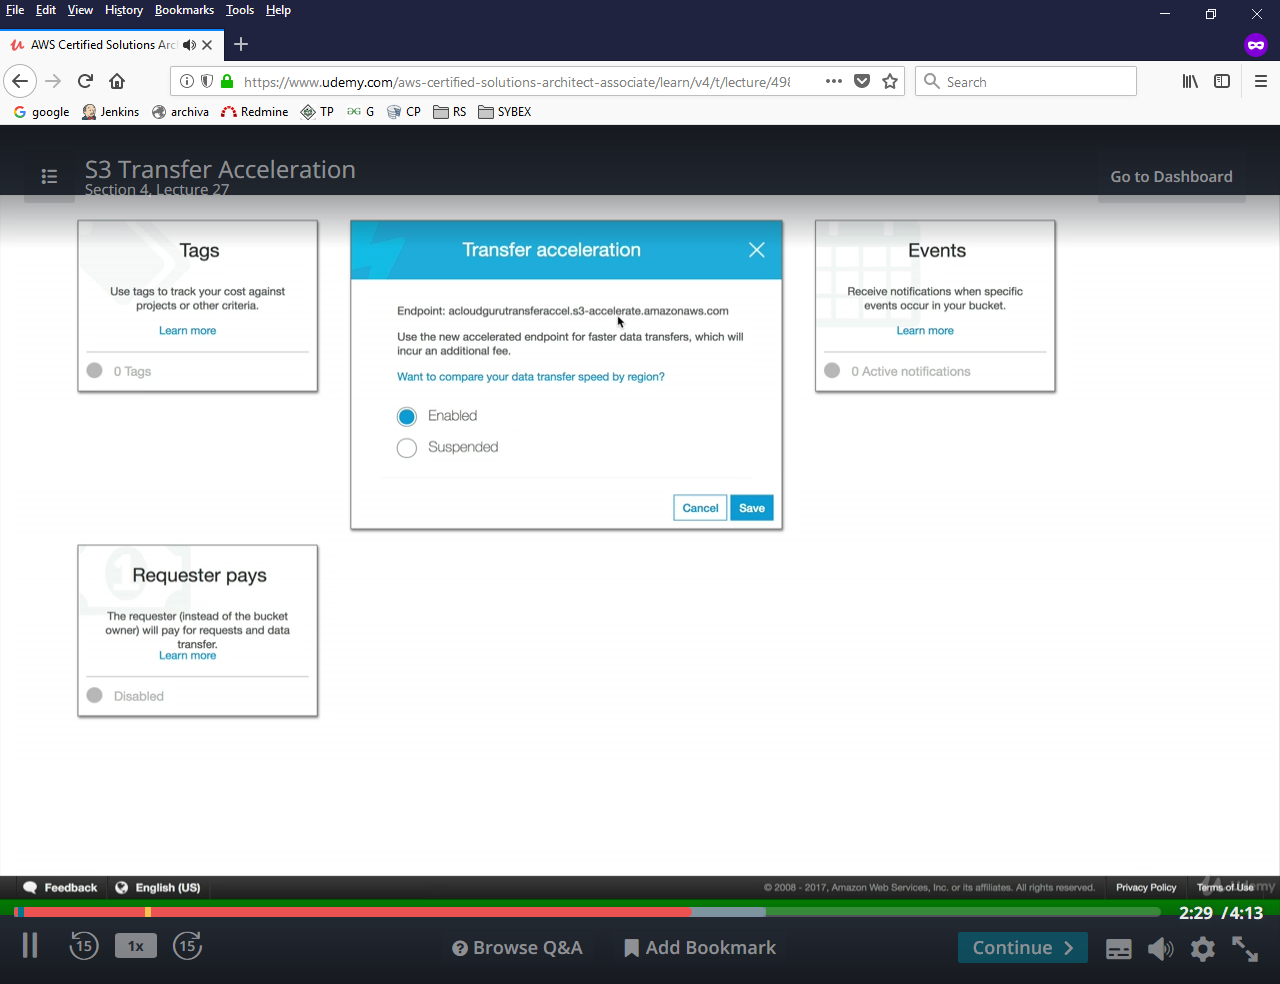 File Edit View History Bookmarks Tools Help
AWS Certified Solutions Arc
https://www.udemy.com/aws-certified-solutions-architect-associate/learn/v4/t/lecture/498
Search
google Jenkins archiva Redmine TP G CP RS SYBEX
S3 Transfer Acceleration
Section 4, Lecture 27
Go to Dashboard
Tags
Use tags to track your cost against
projects or other criteria.
Learn more
0 Tags
Transfer acceleration
Endpoint: acloudgurutransferaccel.s3-accelerate.amazonaws.com
Use the new accelerated endpoint for faster data transfers, which will
incur an additional fee.
Want to compare your data transfer speed by region?
Enabled
Suspended
Cancel Save
Events
Receive notifications when specific
events occur in your bucket.
Learn more
0 Active notifications
Requester pays
The requester (instead of the bucket
owner) will pay for requests and data
transfer.
Learn more
Disabled
Feedback English (US)
© 2008 - 2017, Amazon Web Services, Inc. or its affiliates. All rights reserved. Privacy Policy Terms of Use
Udemy
2:29 / 4:13
15 1x 15
Browse Q&A Add Bookmark
Continue